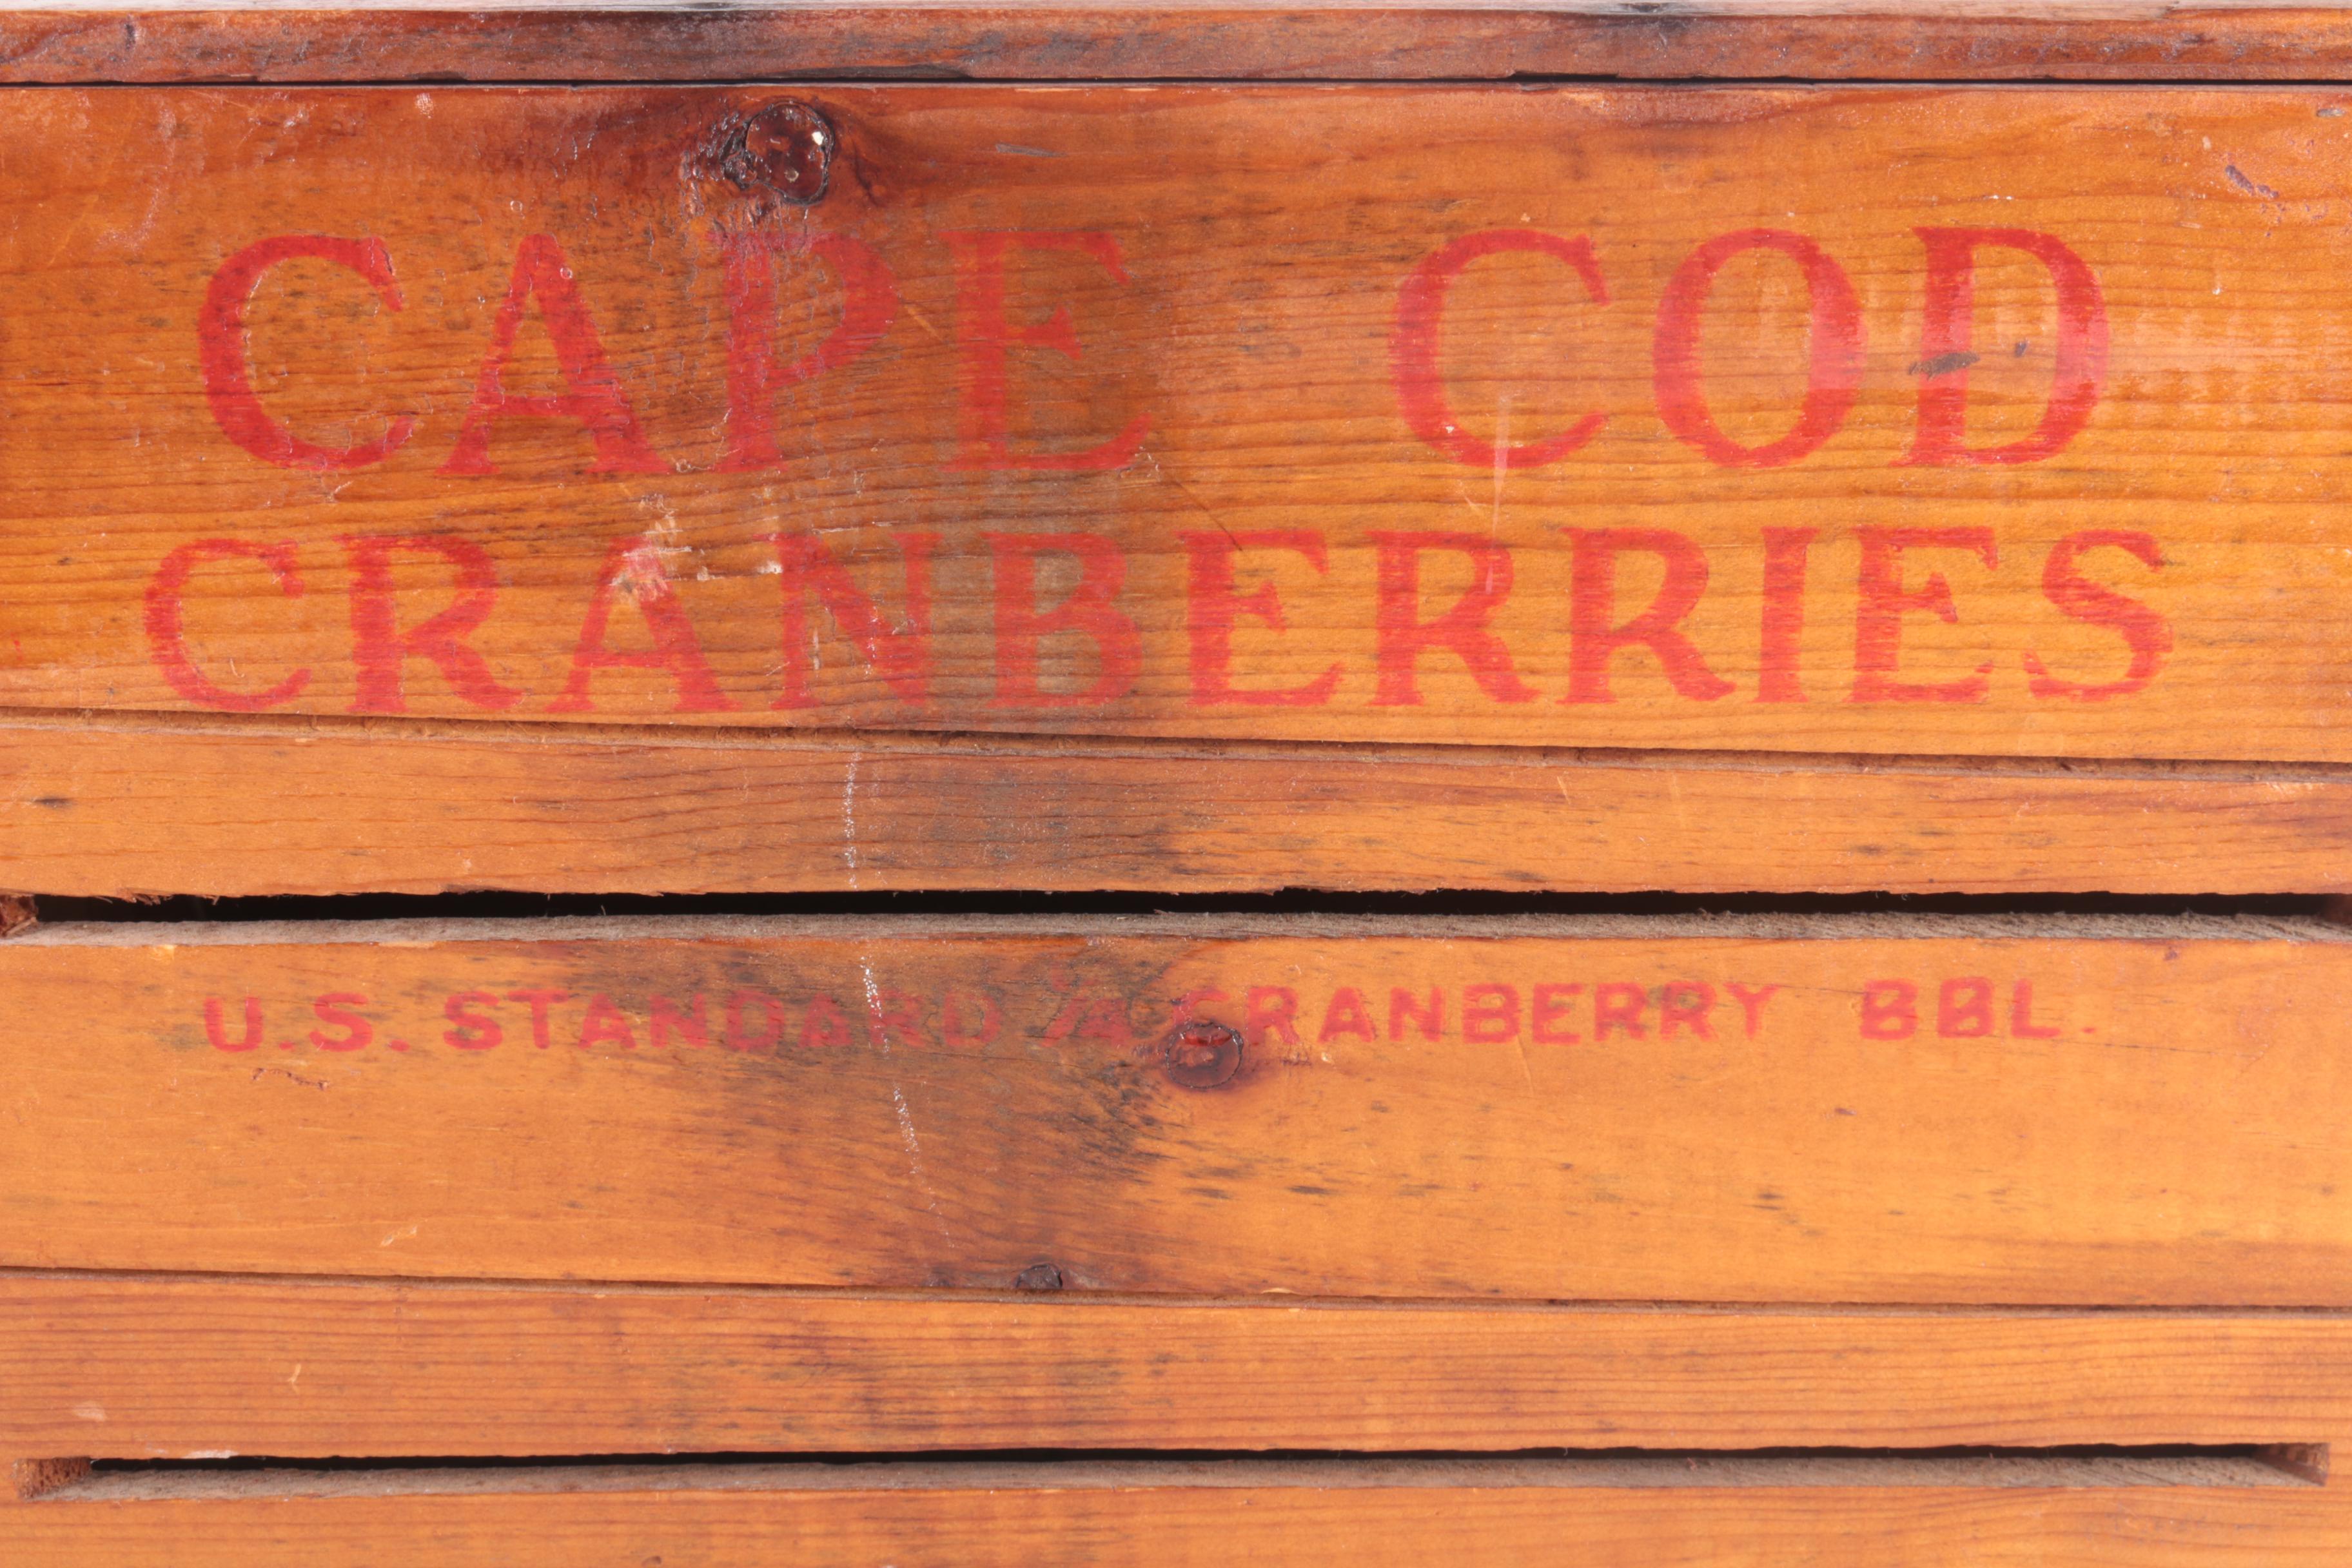 CAPE COD
CRANBERRIES
U.S. STANDARD 1/4 CRANBERRY BBL.